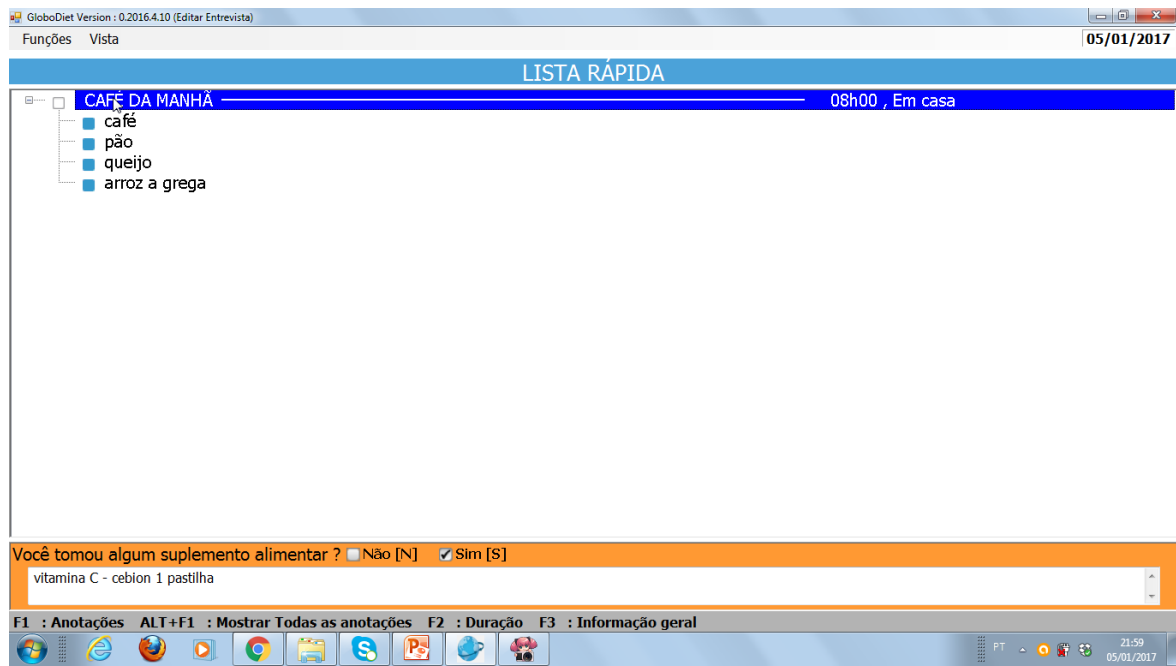 GloboDiet Version : 0.2016.4.10 (Editar Entrevista)
Funções Vista
05/01/2017
LISTA RÁPIDA
CAFÉ DA MANHÃ 08h00 , Em casa
café
pão
queijo
arroz a grega
Você tomou algum suplemento alimentar ? Não [N] Sim [S]
vitamina C - cebion 1 pastilha
F1 : Anotações ALT+F1 : Mostrar Todas as anotações F2 : Duração F3 : Informação geral
PT
21:59
05/01/2017